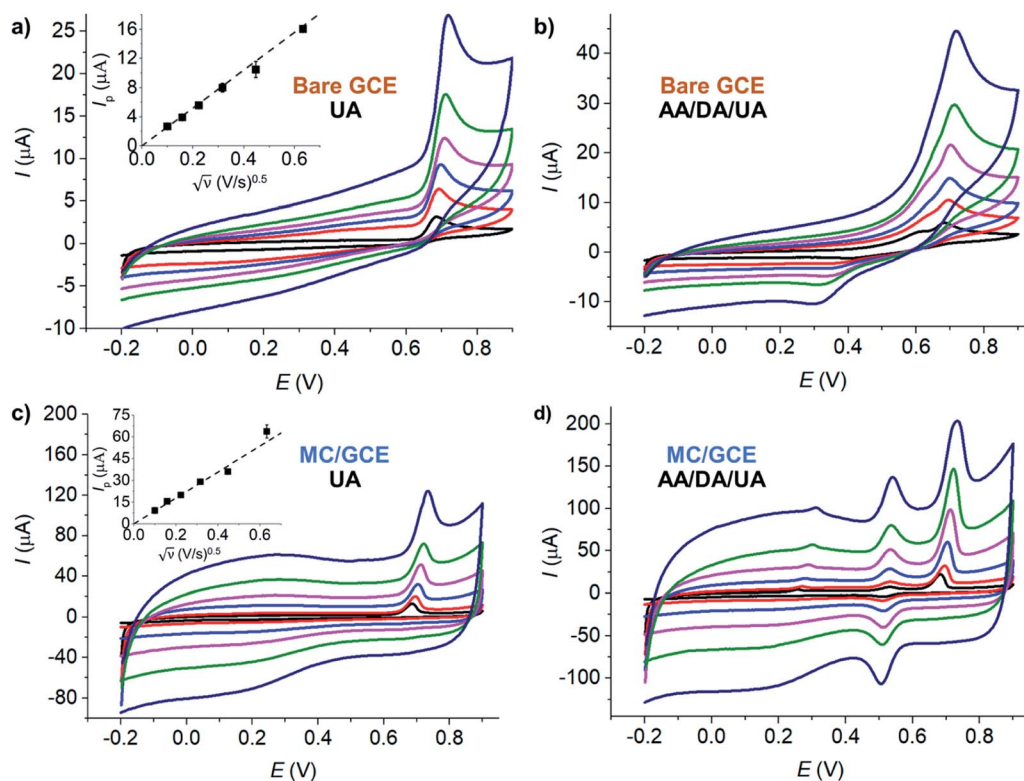 a)
I (μA)
25
20
15
10
5
0
-5
-10
-0.2 0.0 0.2 0.4 0.6 0.8
E (V)
Ip (μA)
16
12
8
4
0
0.0 0.2 0.4 0.6
√ν (V/s)^0.5
Bare GCE
UA
b)
I (μA)
40
30
20
10
0
-10
-0.2 0.0 0.2 0.4 0.6 0.8
E (V)
Bare GCE
AA/DA/UA
c)
I (μA)
200
160
120
80
40
0
-40
-80
-0.2 0.0 0.2 0.4 0.6 0.8
E (V)
Ip (μA)
75
60
45
30
15
0
0.0 0.2 0.4 0.6
√ν (V/s)^0.5
MC/GCE
UA
d)
I (μA)
200
150
100
50
0
-50
-100
-0.2 0.0 0.2 0.4 0.6 0.8
E (V)
MC/GCE
AA/DA/UA